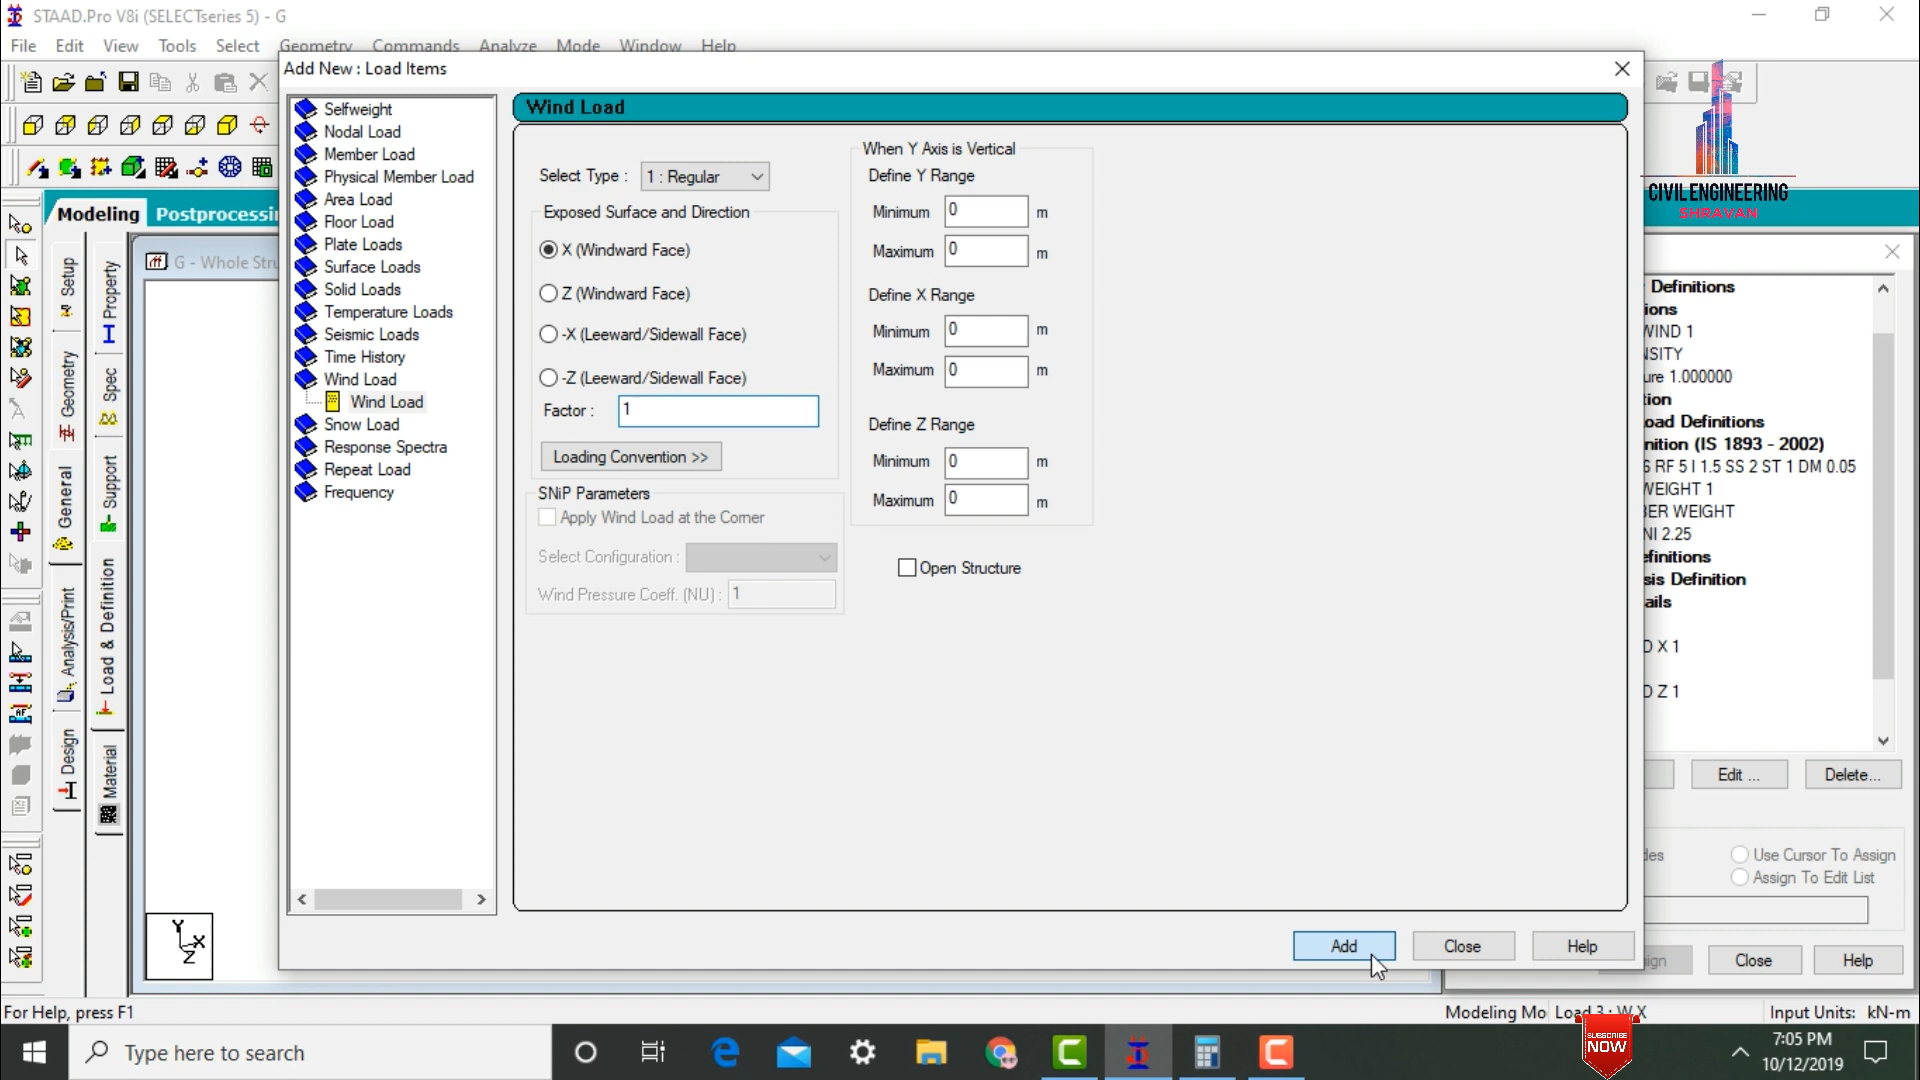 STAAD.Pro V8i (SELECTseries 5) - G
File Edit View Tools Select Geometry Commands Analyze Mode Window Help
Add New : Load Items
Selfweight
Nodal Load
Member Load
Physical Member Load
Area Load
Floor Load
Plate Loads
Surface Loads
Solid Loads
Temperature Loads
Seismic Loads
Time History
Wind Load
Wind Load
Snow Load
Response Spectra
Repeat Load
Frequency
Wind Load
Select Type : 1 : Regular
Exposed Surface and Direction
X (Windward Face)
Z (Windward Face)
-X (Leeward/Sidewall Face)
-Z (Leeward/Sidewall Face)
Factor : 1
Loading Convention >>
SNiP Parameters
Apply Wind Load at the Corner
Select Configuration :
Wind Pressure Coeff. (NU) : 1
When Y Axis is Vertical
Define Y Range
Minimum 0 m
Maximum 0 m
Define X Range
Minimum 0 m
Maximum 0 m
Define Z Range
Minimum 0 m
Maximum 0 m
Open Structure
Add Close Help
CIVIL ENGINEERING
SHRAVAN
Modeling Postprocessin
G - Whole Stru
Setup
Geometry
General
Analysis/Print
Design
Property
Spec
Support
Load & Definition
Material
Y
X
Z
Definitions
ions
WIND 1
NSITY
ure 1.000000
tion
oad Definitions
nition (IS 1893 - 2002)
S RF 5 I 1.5 SS 2 ST 1 DM 0.05
WEIGHT 1
BER WEIGHT
NI 2.25
efinitions
sis Definition
ails
D X 1
D Z 1
Edit ... Delete...
des
Use Cursor To Assign
Assign To Edit List
ign Close Help
For Help, press F1
Modeling Mo Load 3 : W X Input Units: kN-m
Type here to search
SUBSCRIBE
NOW
7:05 PM
10/12/2019